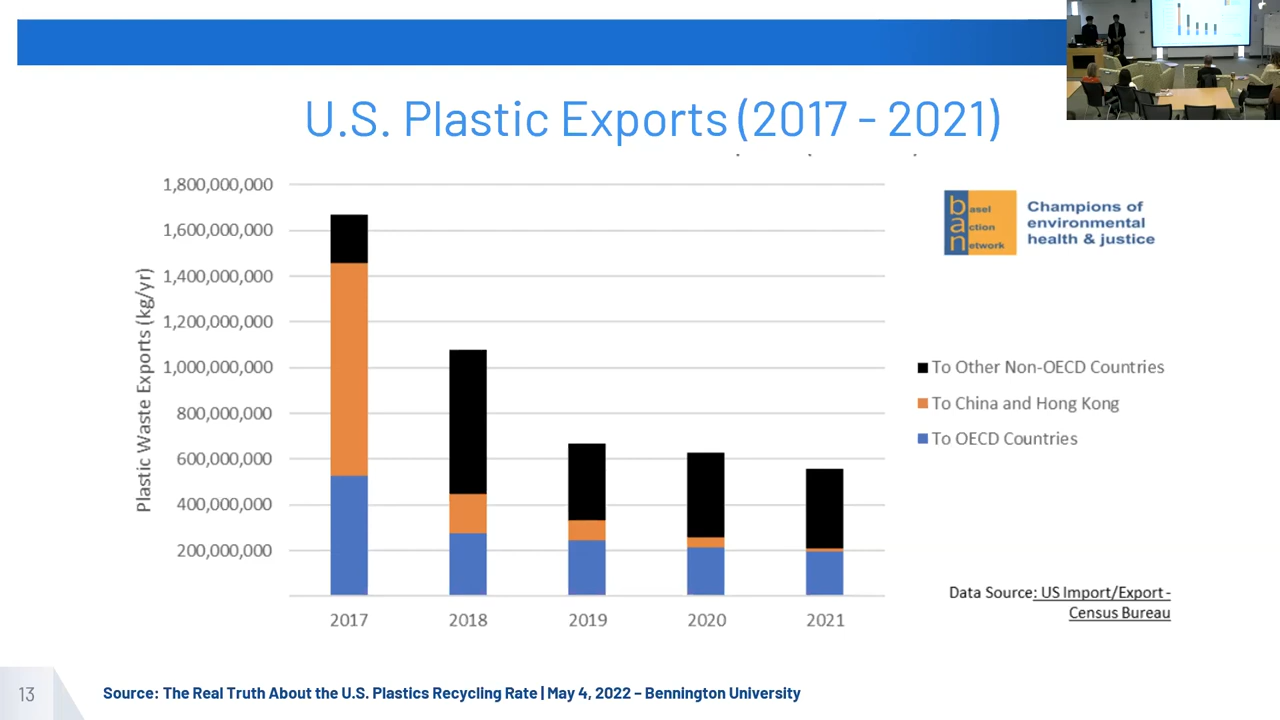 U.S. Plastic Exports (2017 - 2021)
Plastic Waste Exports (kg/yr)
1,800,000,000
1,600,000,000
1,400,000,000
1,200,000,000
1,000,000,000
800,000,000
600,000,000
400,000,000
200,000,000
2017 2018 2019 2020 2021
basel
action
network
Champions of
environmental
health & justice
To Other Non-OECD Countries
To China and Hong Kong
To OECD Countries
Data Source: US Import/Export -
Census Bureau
13
Source: The Real Truth About the U.S. Plastics Recycling Rate | May 4, 2022 – Bennington University